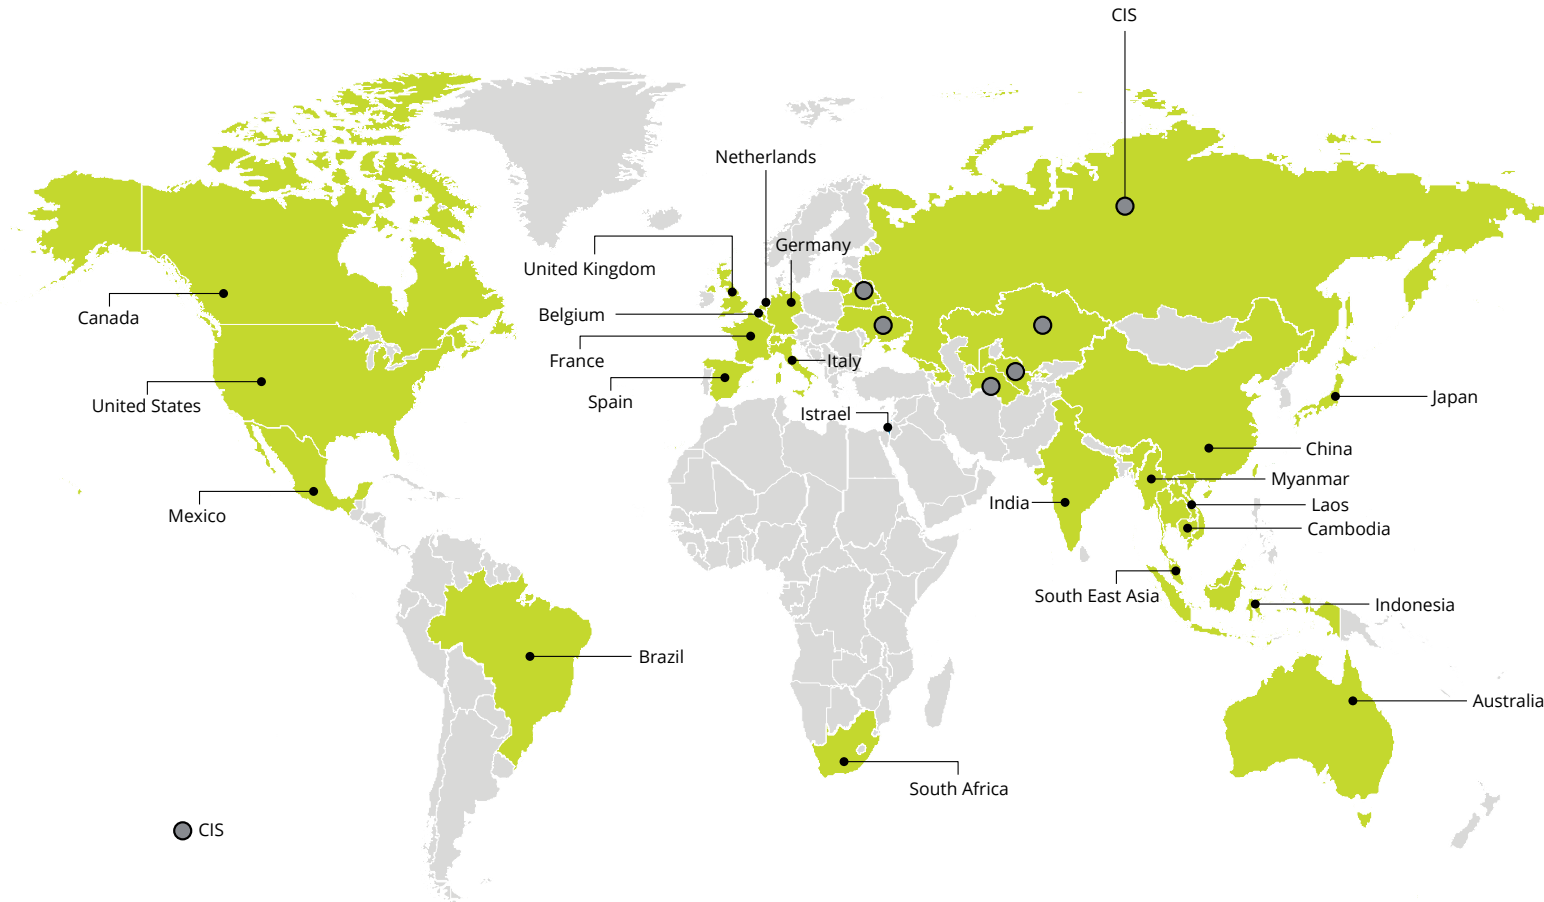 CIS
Netherlands
Germany
United Kingdom
Canada
Belgium
France
Italy
United States
Spain
Istrael
Japan
China
Myanmar
Mexico
India
Laos
Cambodia
South East Asia
Indonesia
Brazil
Australia
South Africa
CIS